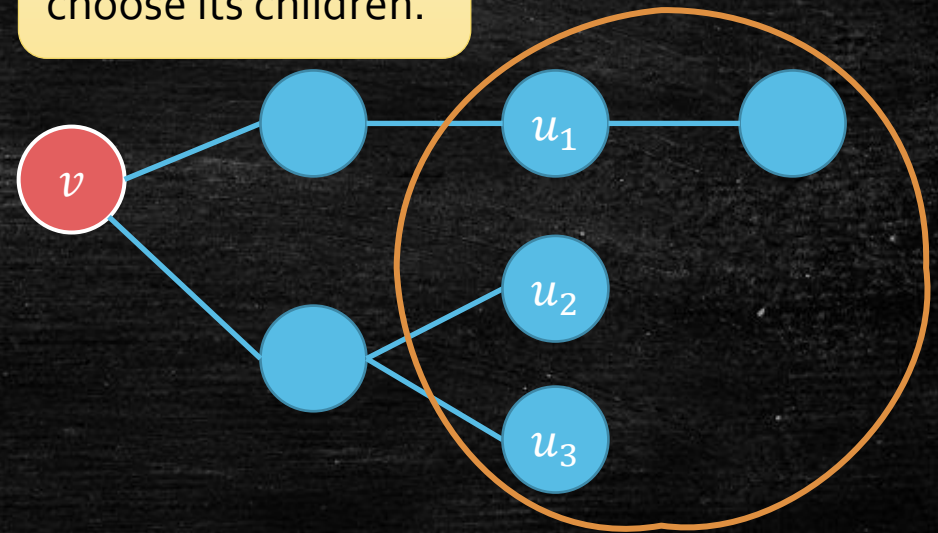 choose its children.
v
u₁
u₂
u₃